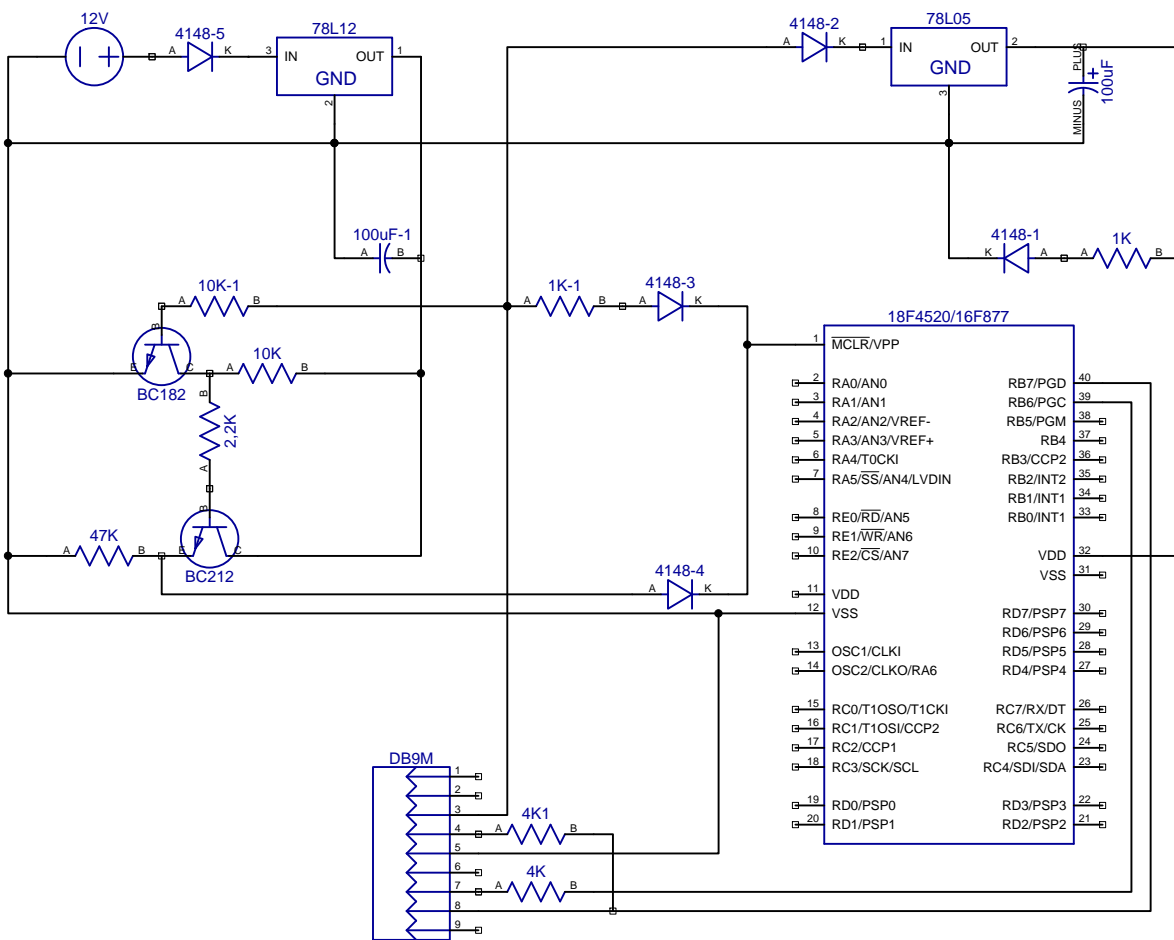 12V
4148-5
A
K
78L12
3
IN
OUT
1
GND
2
4148-2
A
K
78L05
1
IN
OUT
2
GND
3
PLUS
+
100uF
MINUS
100uF-1
A
B
4148-1
K
A
1K
A
B
10K-1
A
B
1K-1
A
B
4148-3
A
K
B
E
C
BC182
10K
A
B
B
2,2K
A
47K
A
B
B
E
C
BC212
4148-4
A
K
18F4520/16F877
1 MCLR/VPP
2 RA0/AN0
3 RA1/AN1
4 RA2/AN2/VREF-
5 RA3/AN3/VREF+
6 RA4/T0CKI
7 RA5/SS/AN4/LVDIN
8 RE0/RD/AN5
9 RE1/WR/AN6
10 RE2/CS/AN7
11 VDD
12 VSS
13 OSC1/CLKI
14 OSC2/CLKO/RA6
15 RC0/T1OSO/T1CKI
16 RC1/T1OSI/CCP2
17 RC2/CCP1
18 RC3/SCK/SCL
19 RD0/PSP0
20 RD1/PSP1
RB7/PGD 40
RB6/PGC 39
RB5/PGM 38
RB4 37
RB3/CCP2 36
RB2/INT2 35
RB1/INT1 34
RB0/INT1 33
VDD 32
VSS 31
RD7/PSP7 30
RD6/PSP6 29
RD5/PSP5 28
RD4/PSP4 27
RC7/RX/DT 26
RC6/TX/CK 25
RC5/SDO 24
RC4/SDI/SDA 23
RD3/PSP3 22
RD2/PSP2 21
DB9M
1
2
3
4
5
6
7
8
9
4K1
A
B
4K
A
B